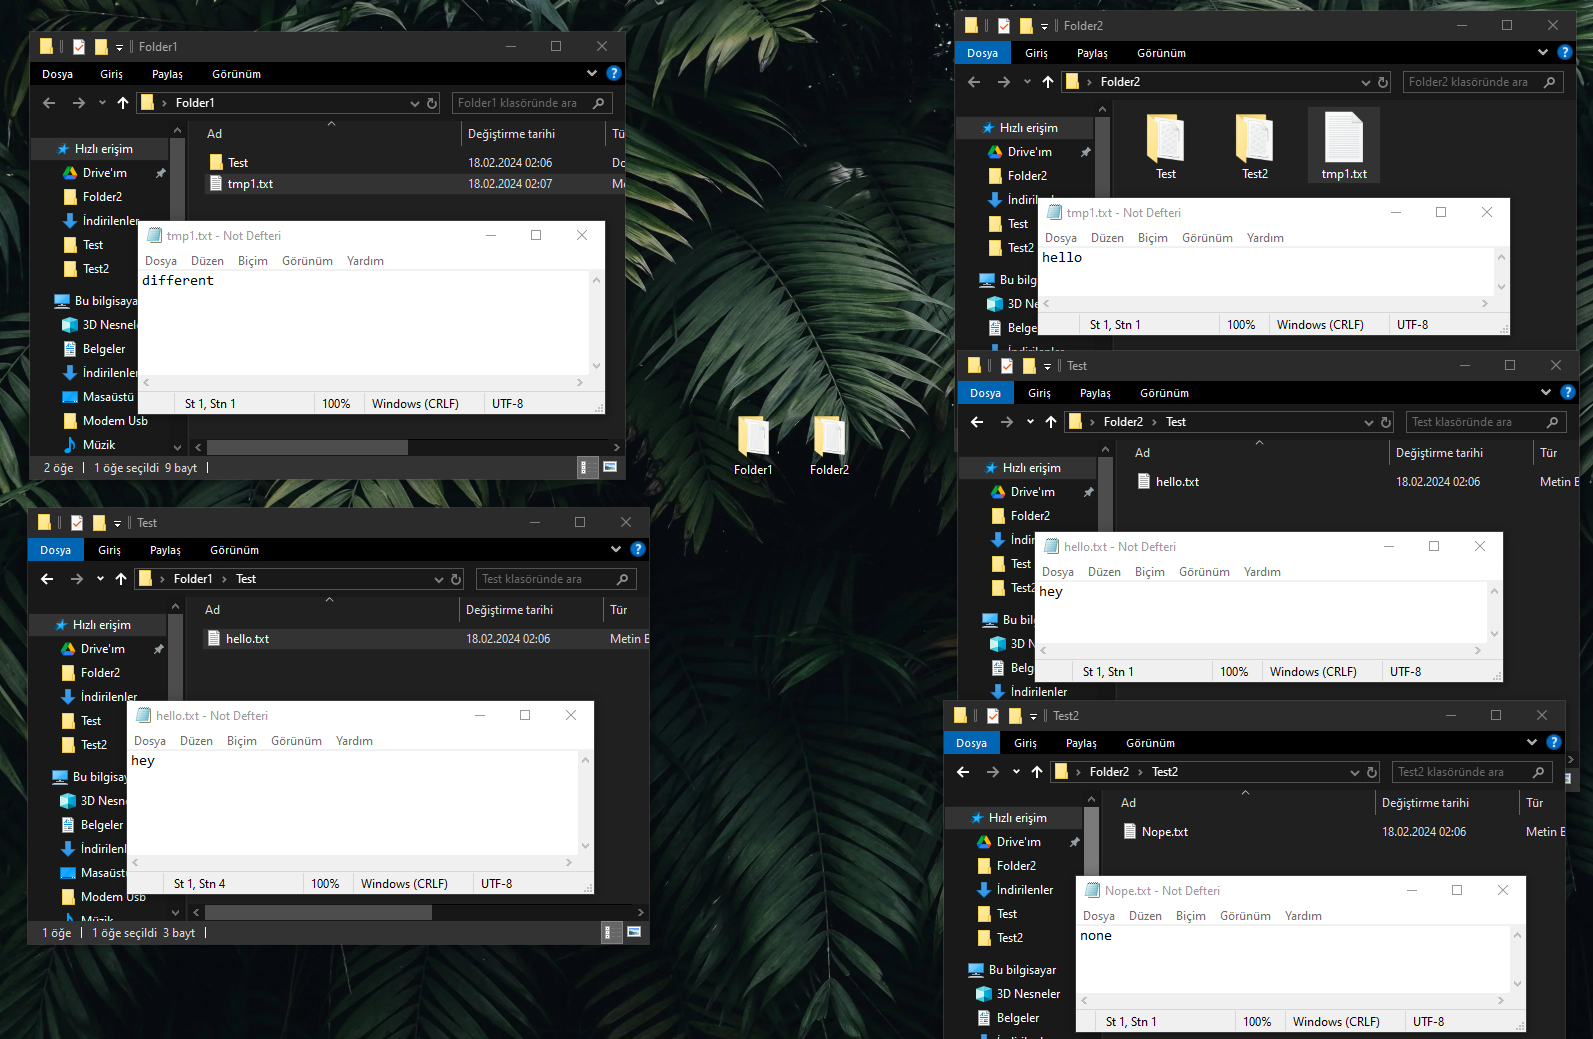 Folder1
Dosya Giriş Paylaş Görünüm
Folder1 Folder1 klasöründe ara
Ad Değiştirme tarihi Tü
Hızlı erişim
Drive'ım
Folder2
İndirilenler
Test
Test2
Bu bilgisaya
3D Nesnele
Belgeler
İndirilenler
Masaüstü
Modem Usb
Müzik
Test 18.02.2024 02:06 Do
tmp1.txt 18.02.2024 02:07 Me
tmp1.txt - Not Defteri
Dosya Düzen Biçim Görünüm Yardım
different
St 1, Stn 1 100% Windows (CRLF) UTF-8
2 öğe 1 öğe seçildi 9 bayt
Test
Dosya Giriş Paylaş Görünüm
Folder1 Test Test klasöründe ara
Ad Değiştirme tarihi Tür
Hızlı erişim
Drive'ım
Folder2
İndirilenler
Test
Test2
Bu bilgisay
3D Nesn
Belgeler
İndirilenl
Masaüst
Modem Usb
Müzik
hello.txt 18.02.2024 02:06 Metin B
hello.txt - Not Defteri
Dosya Düzen Biçim Görünüm Yardım
hey
St 1, Stn 4 100% Windows (CRLF) UTF-8
1 öğe 1 öğe seçildi 3 bayt
Folder1
Folder2
Folder2
Dosya Giriş Paylaş Görünüm
Folder2 Folder2 klasöründe ara
Hızlı erişim
Drive'ım
Folder2
İndiril
Test
Test2
Bu bilg
3D Ne
Belge
İndirilenler
Test
Test2
tmp1.txt
tmp1.txt - Not Defteri
Dosya Düzen Biçim Görünüm Yardım
hello
St 1, Stn 1 100% Windows (CRLF) UTF-8
Test
Dosya Giriş Paylaş Görünüm
Folder2 Test Test klasöründe ara
Ad Değiştirme tarihi Tür
Hızlı erişim
Drive'ım
Folder2
İndir
Test
Test2
Bu bil
3D N
Belg
İndirilenler
hello.txt 18.02.2024 02:06 Metin B
hello.txt - Not Defteri
Dosya Düzen Biçim Görünüm Yardım
hey
St 1, Stn 1 100% Windows (CRLF) UTF-8
Test2
Dosya Giriş Paylaş Görünüm
Folder2 Test2 Test2 klasöründe ara
Ad Değiştirme tarihi Tür
Hızlı erişim
Drive'ım
Folder2
İndirilenler
Test
Test2
Bu bilgisayar
3D Nesneler
Belgeler
İndirilenler
Nope.txt 18.02.2024 02:06 Metin B
Nope.txt - Not Defteri
Dosya Düzen Biçim Görünüm Yardım
none
St 1, Stn 1 100% Windows (CRLF) UTF-8